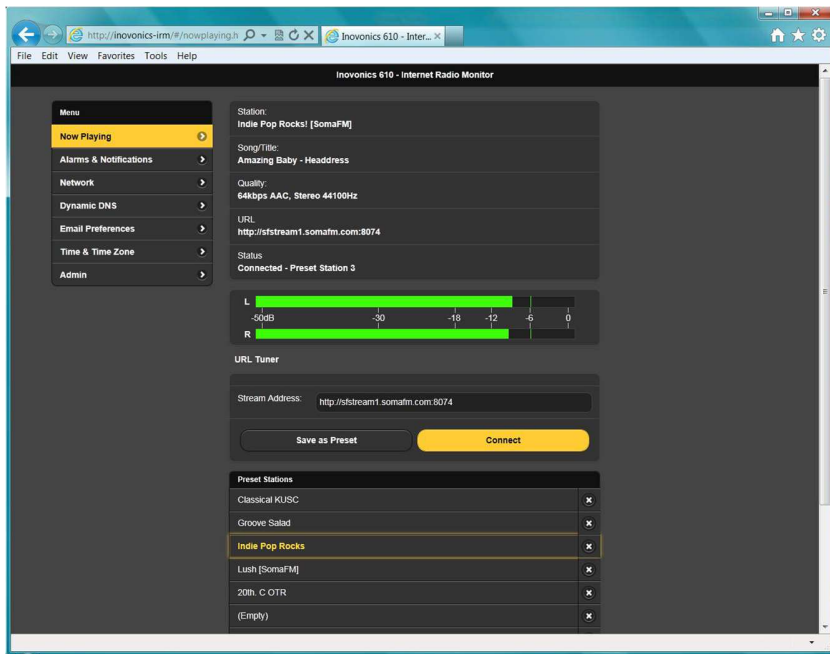 http://inovonics-irm/#/nowplaying.h
Inovonics 610 - Inter...
File Edit View Favorites Tools Help
Inovonics 610 - Internet Radio Monitor
Menu
Now Playing
Alarms & Notifications
Network
Dynamic DNS
Email Preferences
Time & Time Zone
Admin
Station:
Indie Pop Rocks! [SomaFM]
Song/Title:
Amazing Baby - Headdress
Quality:
64kbps AAC, Stereo 44100Hz
URL
http://sfstream1.somafm.com:8074
Status
Connected - Preset Station 3
L
-50dB -30 -18 -12 -6 0
R
URL Tuner
Stream Address: http://sfstream1.somafm.com:8074
Save as Preset Connect
Preset Stations
Classical KUSC
Groove Salad
Indie Pop Rocks
Lush [SomaFM]
20th. C OTR
(Empty)